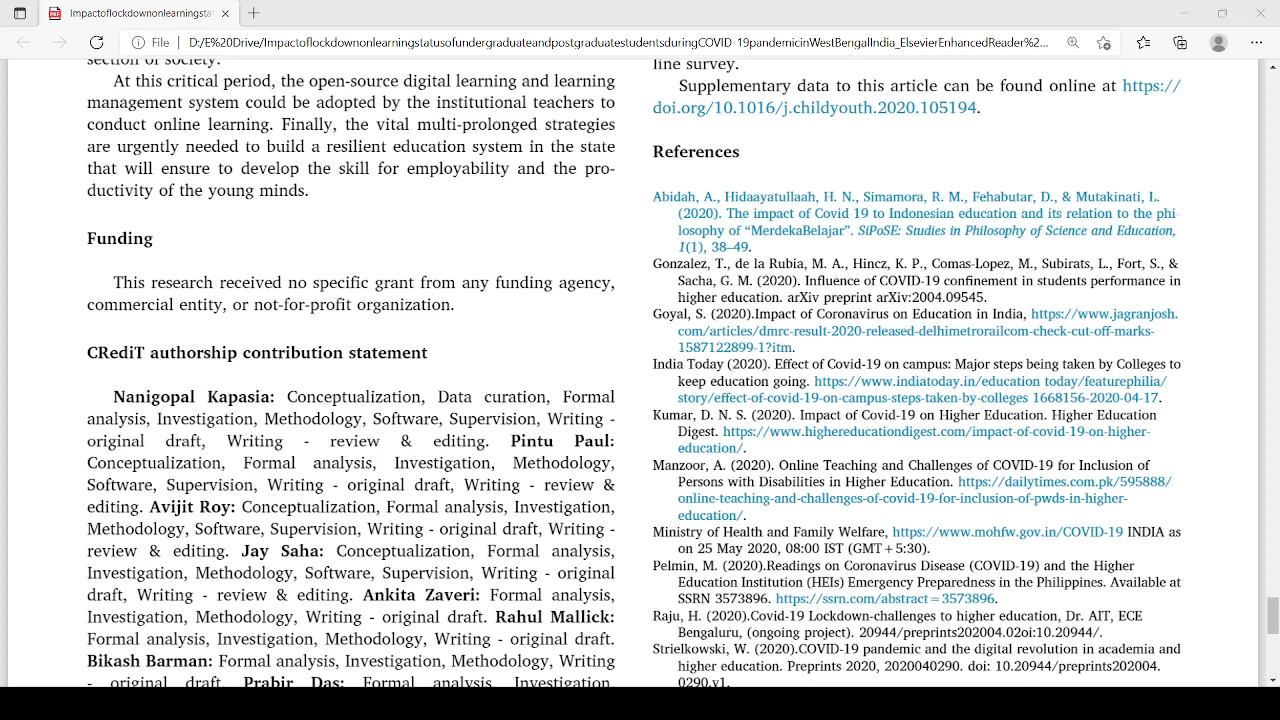 Impactoflockdownonlearningsta
File
D:/E%20Drive/ImpactoflockdownonlearningstatusofundergraduateandpostgraduatestudentsduringCOVID-19pandemicinWestBengalIndia_ElsevierEnhancedReader%2...
section of society.
At this critical period, the open-source digital learning and learning
management system could be adopted by the institutional teachers to
conduct online learning. Finally, the vital multi-prolonged strategies
are urgently needed to build a resilient education system in the state
that will ensure to develop the skill for employability and the pro-
ductivity of the young minds.
Funding
This research received no specific grant from any funding agency,
commercial entity, or not-for-profit organization.
CRediT authorship contribution statement
Nanigopal Kapasia: Conceptualization, Data curation, Formal
analysis, Investigation, Methodology, Software, Supervision, Writing -
original draft, Writing - review & editing. Pintu Paul:
Conceptualization, Formal analysis, Investigation, Methodology,
Software, Supervision, Writing - original draft, Writing - review &
editing. Avijit Roy: Conceptualization, Formal analysis, Investigation,
Methodology, Software, Supervision, Writing - original draft, Writing -
review & editing. Jay Saha: Conceptualization, Formal analysis,
Investigation, Methodology, Software, Supervision, Writing - original
draft, Writing - review & editing. Ankita Zaveri: Formal analysis,
Investigation, Methodology, Writing - original draft. Rahul Mallick:
Formal analysis, Investigation, Methodology, Writing - original draft.
Bikash Barman: Formal analysis, Investigation, Methodology, Writing
- original draft. Prabir Das: Formal analysis, Investigation,
line survey.
Supplementary data to this article can be found online at https://
doi.org/10.1016/j.childyouth.2020.105194.
References
Abidah, A., Hidaayatullaah, H. N., Simamora, R. M., Fehabutar, D., & Mutakinati, L.
(2020). The impact of Covid-19 to Indonesian education and its relation to the phi-
losophy of “MerdekaBelajar”. SiPoSE: Studies in Philosophy of Science and Education,
1(1), 38–49.
Gonzalez, T., de la Rubia, M. A., Hincz, K. P., Comas-Lopez, M., Subirats, L., Fort, S., &
Sacha, G. M. (2020). Influence of COVID-19 confinement in students performance in
higher education. arXiv preprint arXiv:2004.09545.
Goyal, S. (2020).Impact of Coronavirus on Education in India, https://www.jagranjosh.
com/articles/dmrc-result-2020-released-delhimetrorailcom-check-cut-off-marks-
1587122899-1?itm.
India Today (2020). Effect of Covid-19 on campus: Major steps being taken by Colleges to
keep education going. https://www.indiatoday.in/education today/featurephilia/
story/effect-of-covid-19-on-campus-steps-taken-by-colleges 1668156-2020-04-17.
Kumar, D. N. S. (2020). Impact of Covid-19 on Higher Education. Higher Education
Digest. https://www.highereducationdigest.com/impact-of-covid-19-on-higher-
education/.
Manzoor, A. (2020). Online Teaching and Challenges of COVID-19 for Inclusion of
Persons with Disabilities in Higher Education. https://dailytimes.com.pk/595888/
online-teaching-and-challenges-of-covid-19-for-inclusion-of-pwds-in-higher-
education/.
Ministry of Health and Family Welfare, https://www.mohfw.gov.in/COVID-19 INDIA as
on 25 May 2020, 08:00 IST (GMT+5:30).
Pelmin, M. (2020).Readings on Coronavirus Disease (COVID-19) and the Higher
Education Institution (HEIs) Emergency Preparedness in the Philippines. Available at
SSRN 3573896. https://ssrn.com/abstract=3573896.
Raju, H. (2020).Covid-19 Lockdown-challenges to higher education, Dr. AIT, ECE
Bengaluru, (ongoing project). 20944/preprints202004.02oi:10.20944/.
Strielkowski, W. (2020).COVID-19 pandemic and the digital revolution in academia and
higher education. Preprints 2020, 2020040290. doi: 10.20944/preprints202004.
0290.v1.